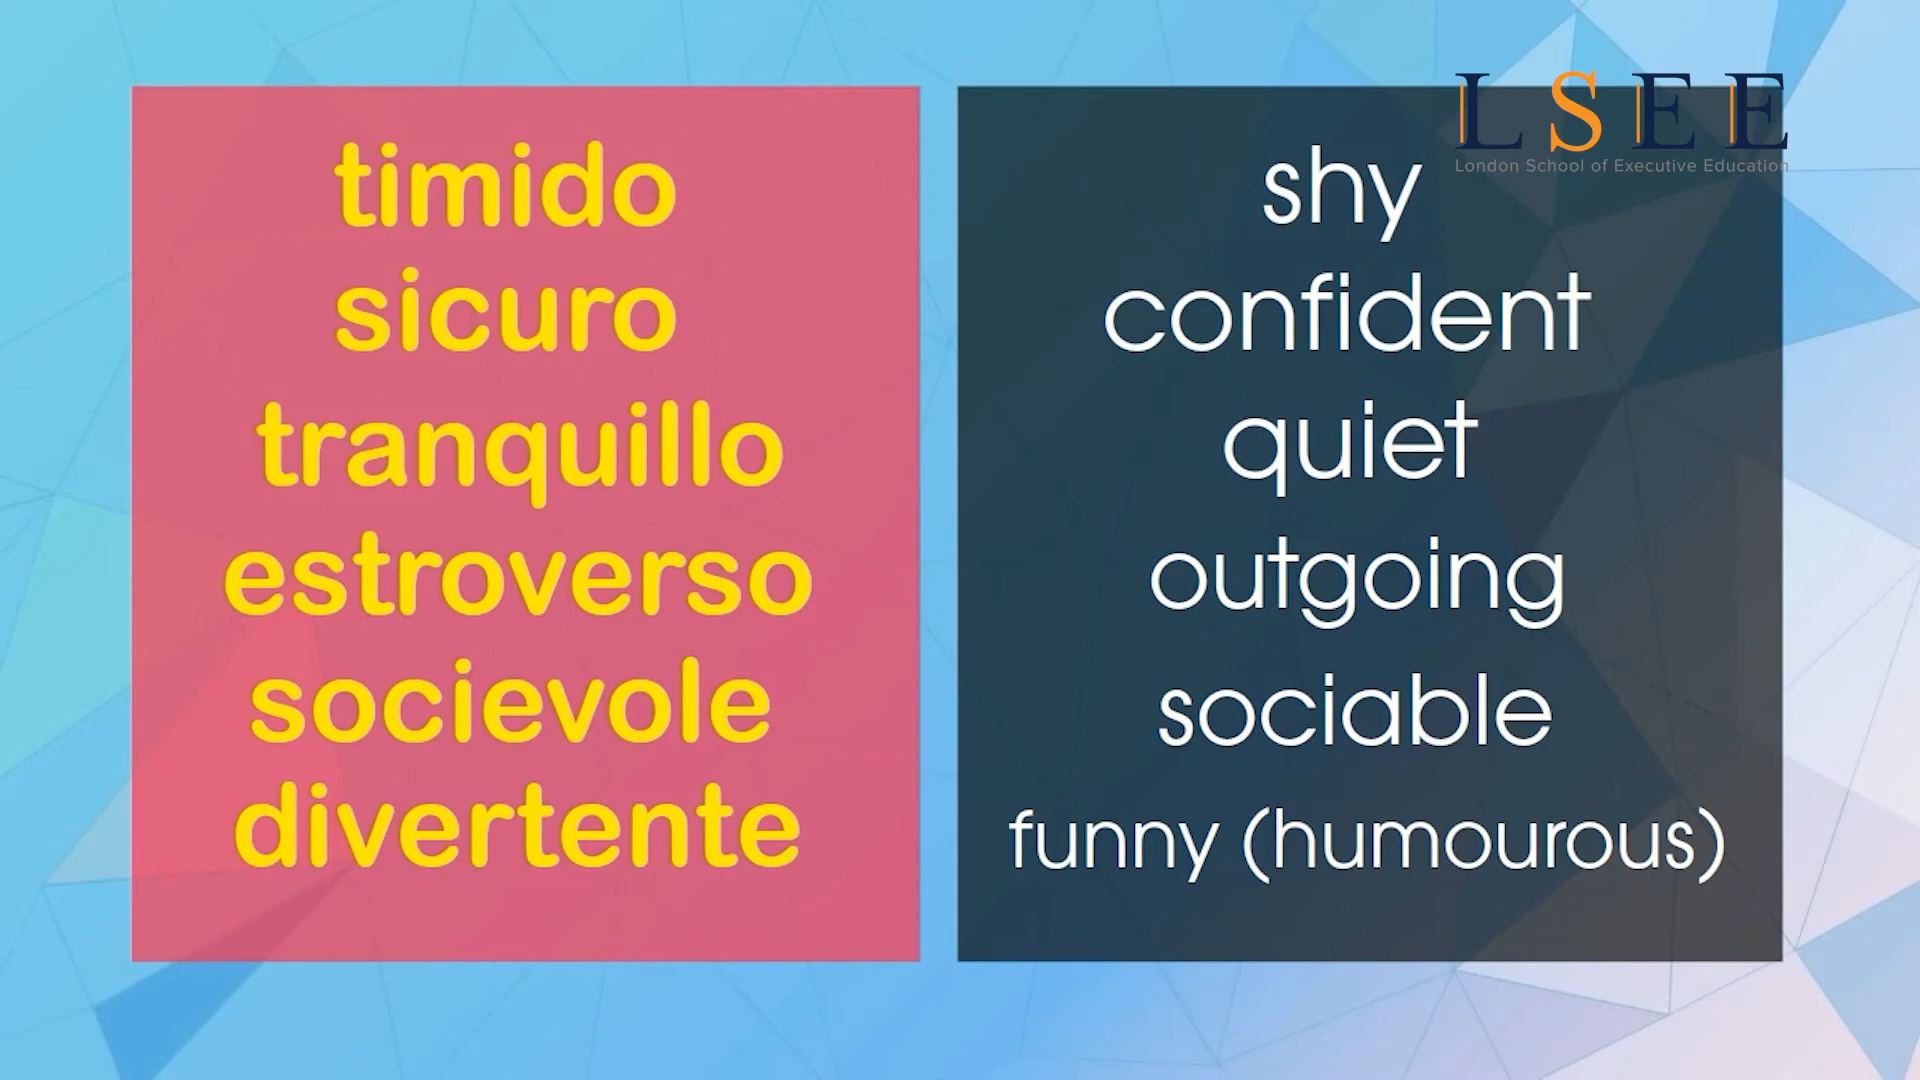 timido
sicuro
tranquillo
estroverso
socievole
divertente
LSEE
London School of Executive Education
shy
confident
quiet
outgoing
sociable
funny (humourous)